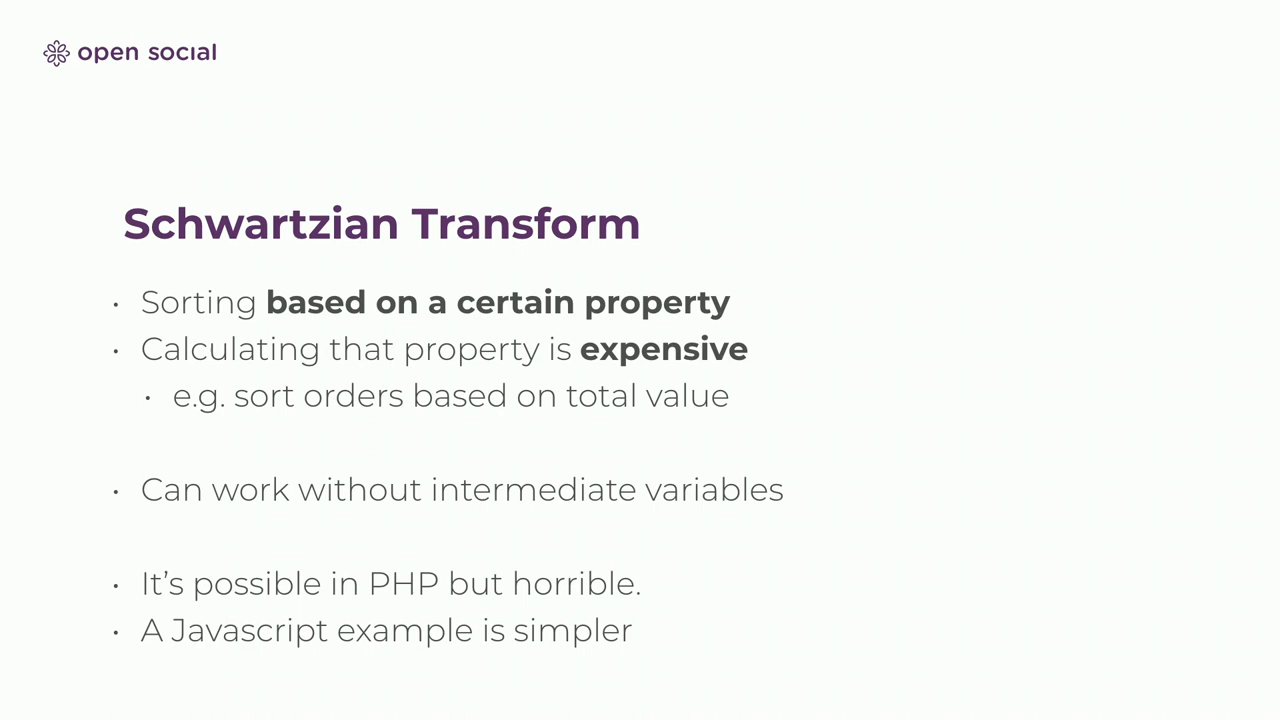 open social
Schwartzian Transform
• Sorting based on a certain property
• Calculating that property is expensive
• e.g. sort orders based on total value
• Can work without intermediate variables
• It’s possible in PHP but horrible.
• A Javascript example is simpler